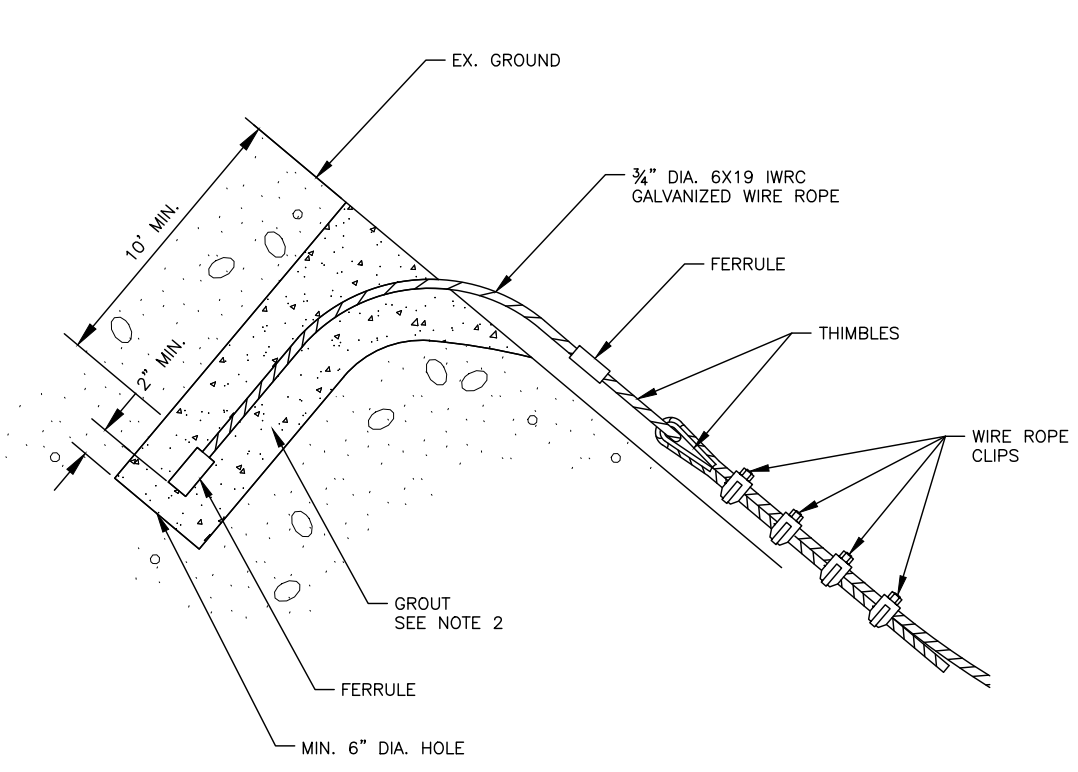 EX. GROUND
¾" DIA. 6X19 IWRC
GALVANIZED WIRE ROPE
10' MIN.
FERRULE
THIMBLES
2" MIN.
WIRE ROPE
CLIPS
GROUT
SEE NOTE 2
FERRULE
MIN. 6" DIA. HOLE